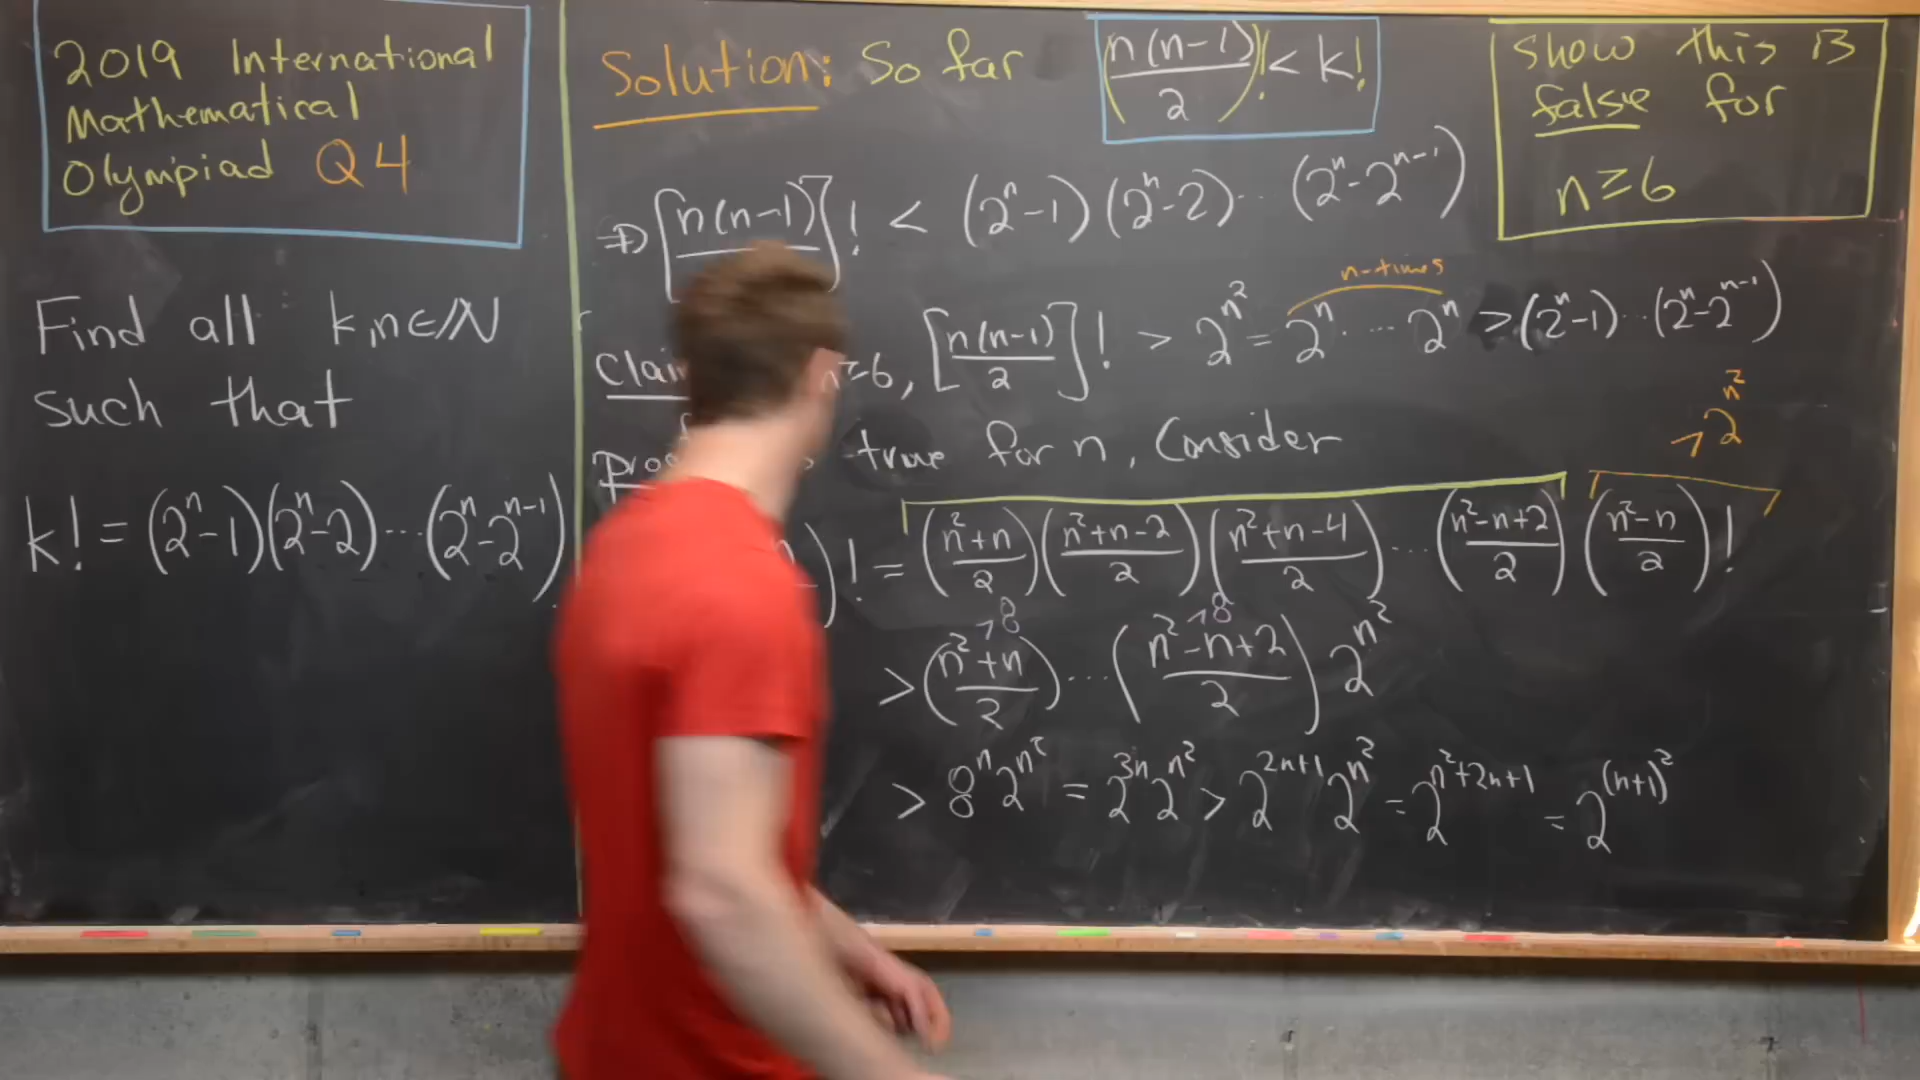 2019 International
Mathematical
Olympiad Q4
Find all k,n∈ℕ
such that
k! = (2^n-1)(2^n-2)···(2^n-2^{n-1})
Solution: So far (n(n-1)/2)! < k!
show this is
false for
n≥6
⇒ [n(n-1)/ ]! < (2^n-1)(2^n-2)···(2^n-2^{n-1})
n≥6, [n(n-1)/2]! > 2^{n^2} = 2^n ··· 2^n > (2^n-1)··(2^n-2^{n-1})
n-times
true for n, Consider
>2^{n^2}
)! = ((n^2+n)/2)((n^2+n-2)/2)((n^2+n-4)/2)···((n^2-n+2)/2)((n^2-n)/2)!
>8 >8
> ((n^2+n)/2)···((n^2-n+2)/2) 2^{n^2}
> 8^n 2^{n^2} = 2^{3n} 2^{n^2} > 2^{2n+1} 2^{n^2} = 2^{n^2+2n+1} = 2^{(n+1)^2}